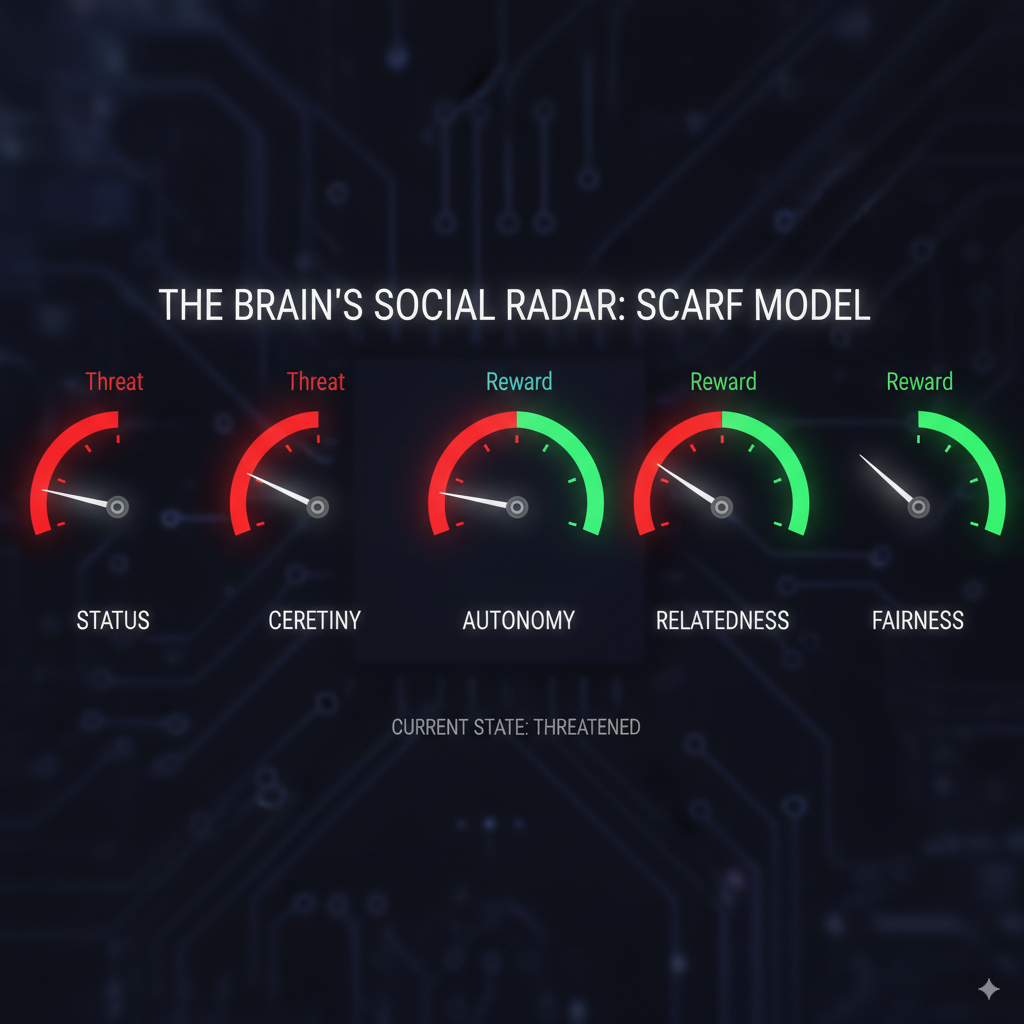 THE BRAIN'S SOCIAL RADAR: SCARF MODEL
Threat
Threat
Reward
Reward
Reward
STATUS
CERETINY
AUTONOMY
RELATEDNESS
FAIRNESS
CURRENT STATE: THREATENED